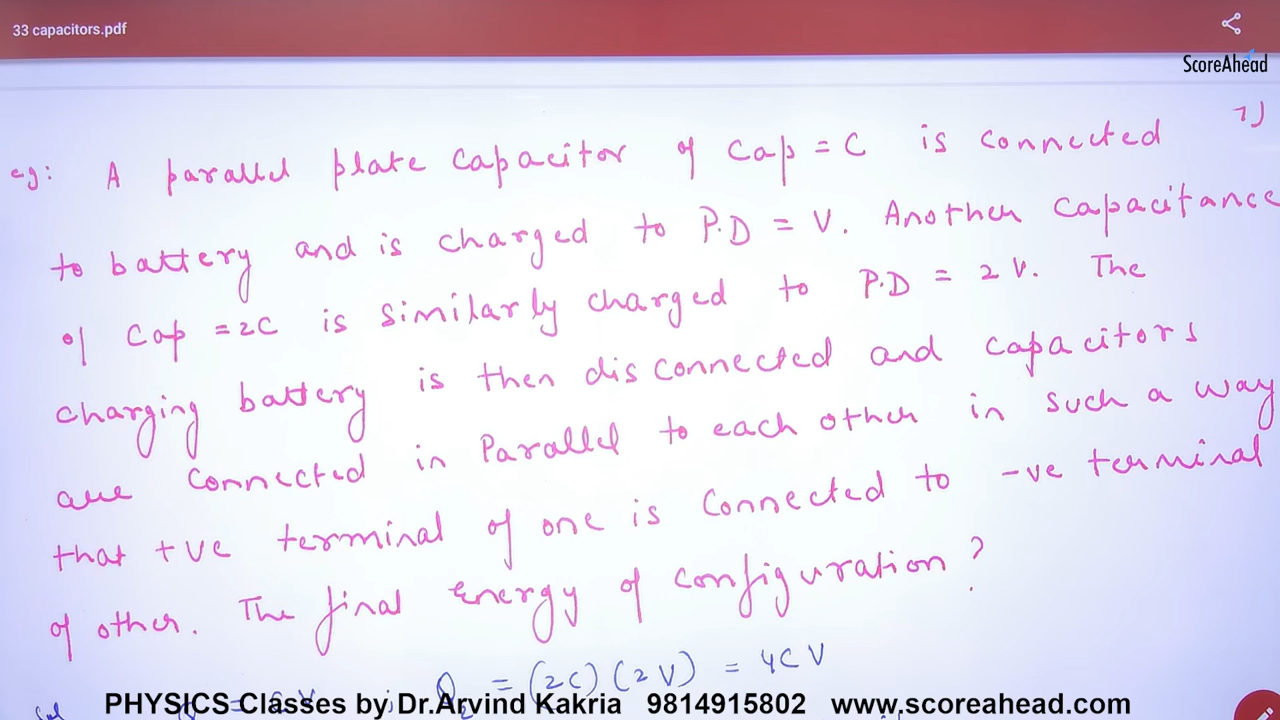 33 capacitors.pdf
ScoreAhead
7)
eg: A parallel plate capacitor of cap = C is connected
to battery and is charged to P.D = V. Another capacitance
of Cap = 2C is similarly charged to P.D = 2V. The
charging battery is then disconnected and capacitors
are connected in Parallel to each other in such a way
that +ve terminal of one is connected to -ve terminal
of other. The final energy of configuration?
Q2 = (2C)(2V) = 4CV
PHYSICS Classes by Dr.Arvind Kakria 9814915802 www.scoreahead.com